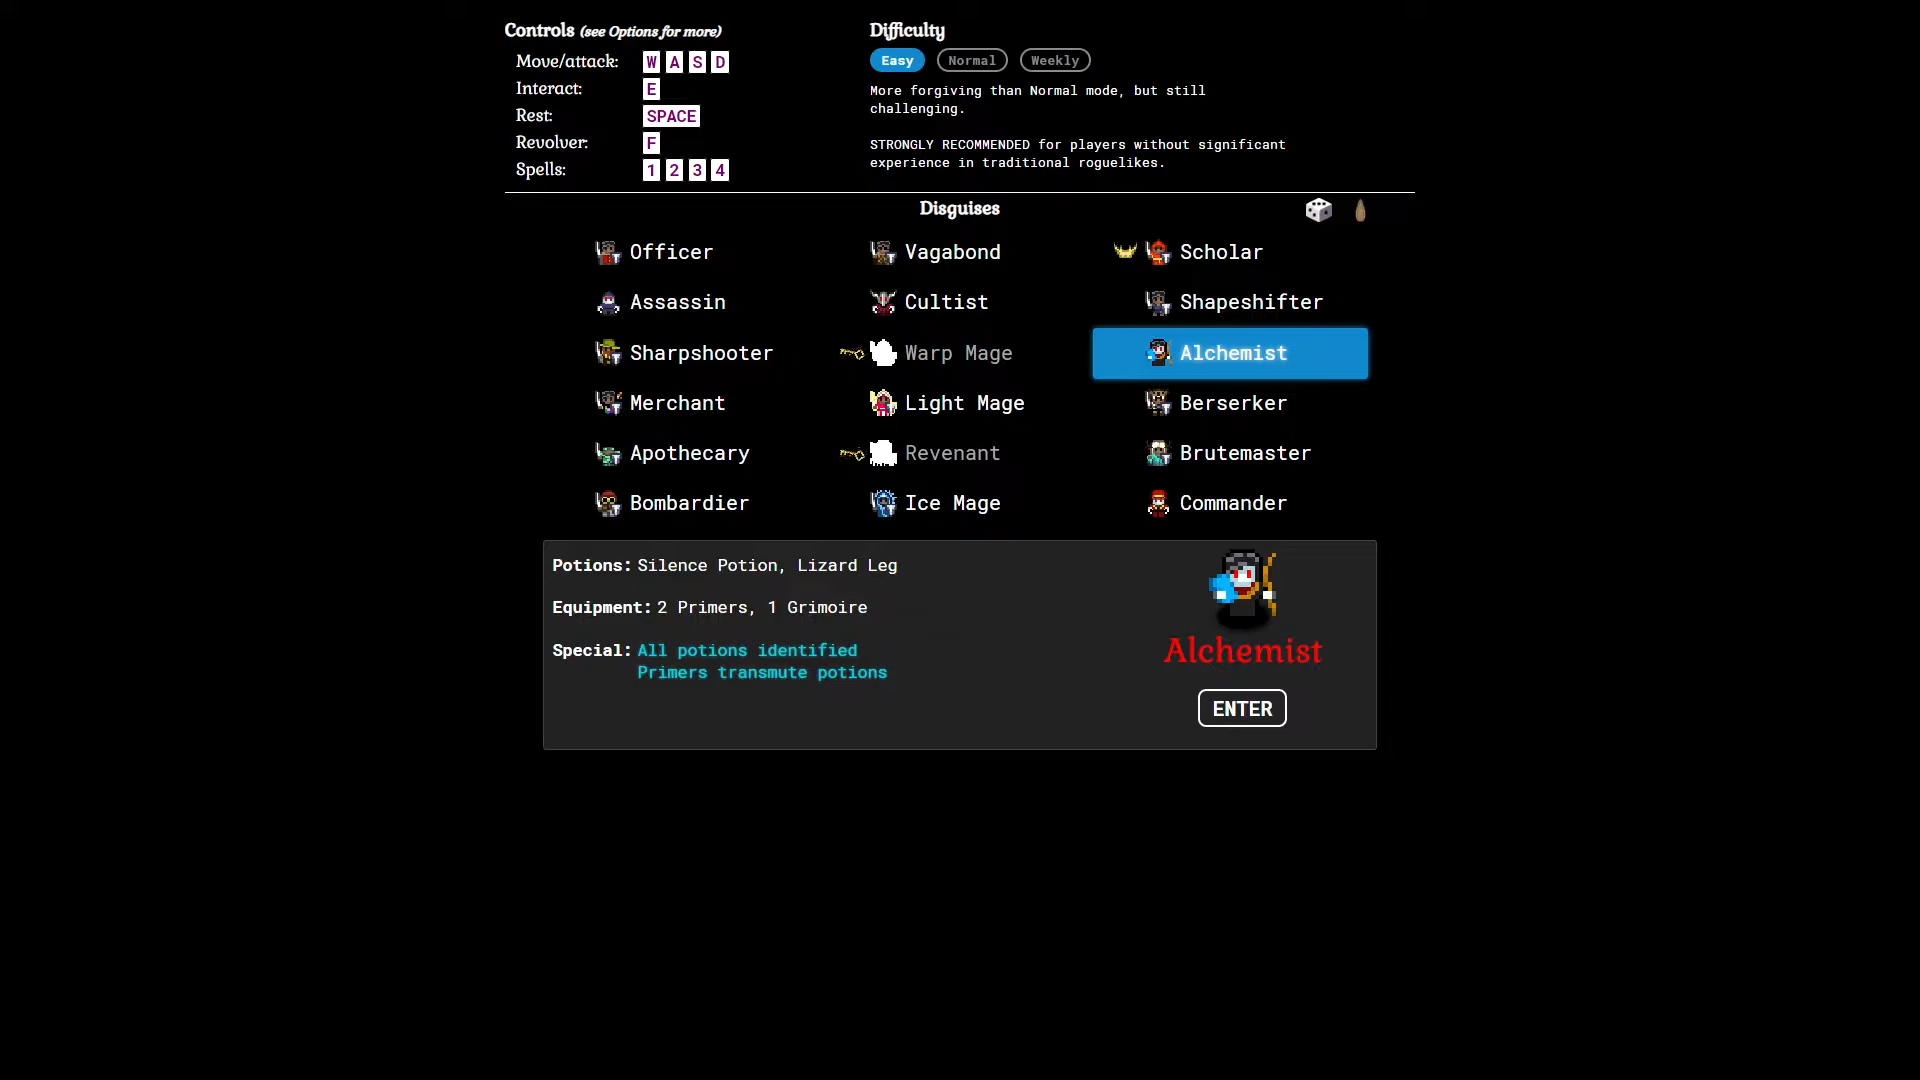 Controls (see Options for more)
Move/attack: W A S D
Interact: E
Rest: SPACE
Revolver: F
Spells: 1 2 3 4
Difficulty
Easy Normal Weekly
More forgiving than Normal mode, but still
challenging.
STRONGLY RECOMMENDED for players without significant
experience in traditional roguelikes.
Disguises
Officer Vagabond Scholar
Assassin Cultist Shapeshifter
Sharpshooter Warp Mage Alchemist
Merchant Light Mage Berserker
Apothecary Revenant Brutemaster
Bombardier Ice Mage Commander
Potions: Silence Potion, Lizard Leg
Equipment: 2 Primers, 1 Grimoire
Special: All potions identified
Primers transmute potions
Alchemist
ENTER